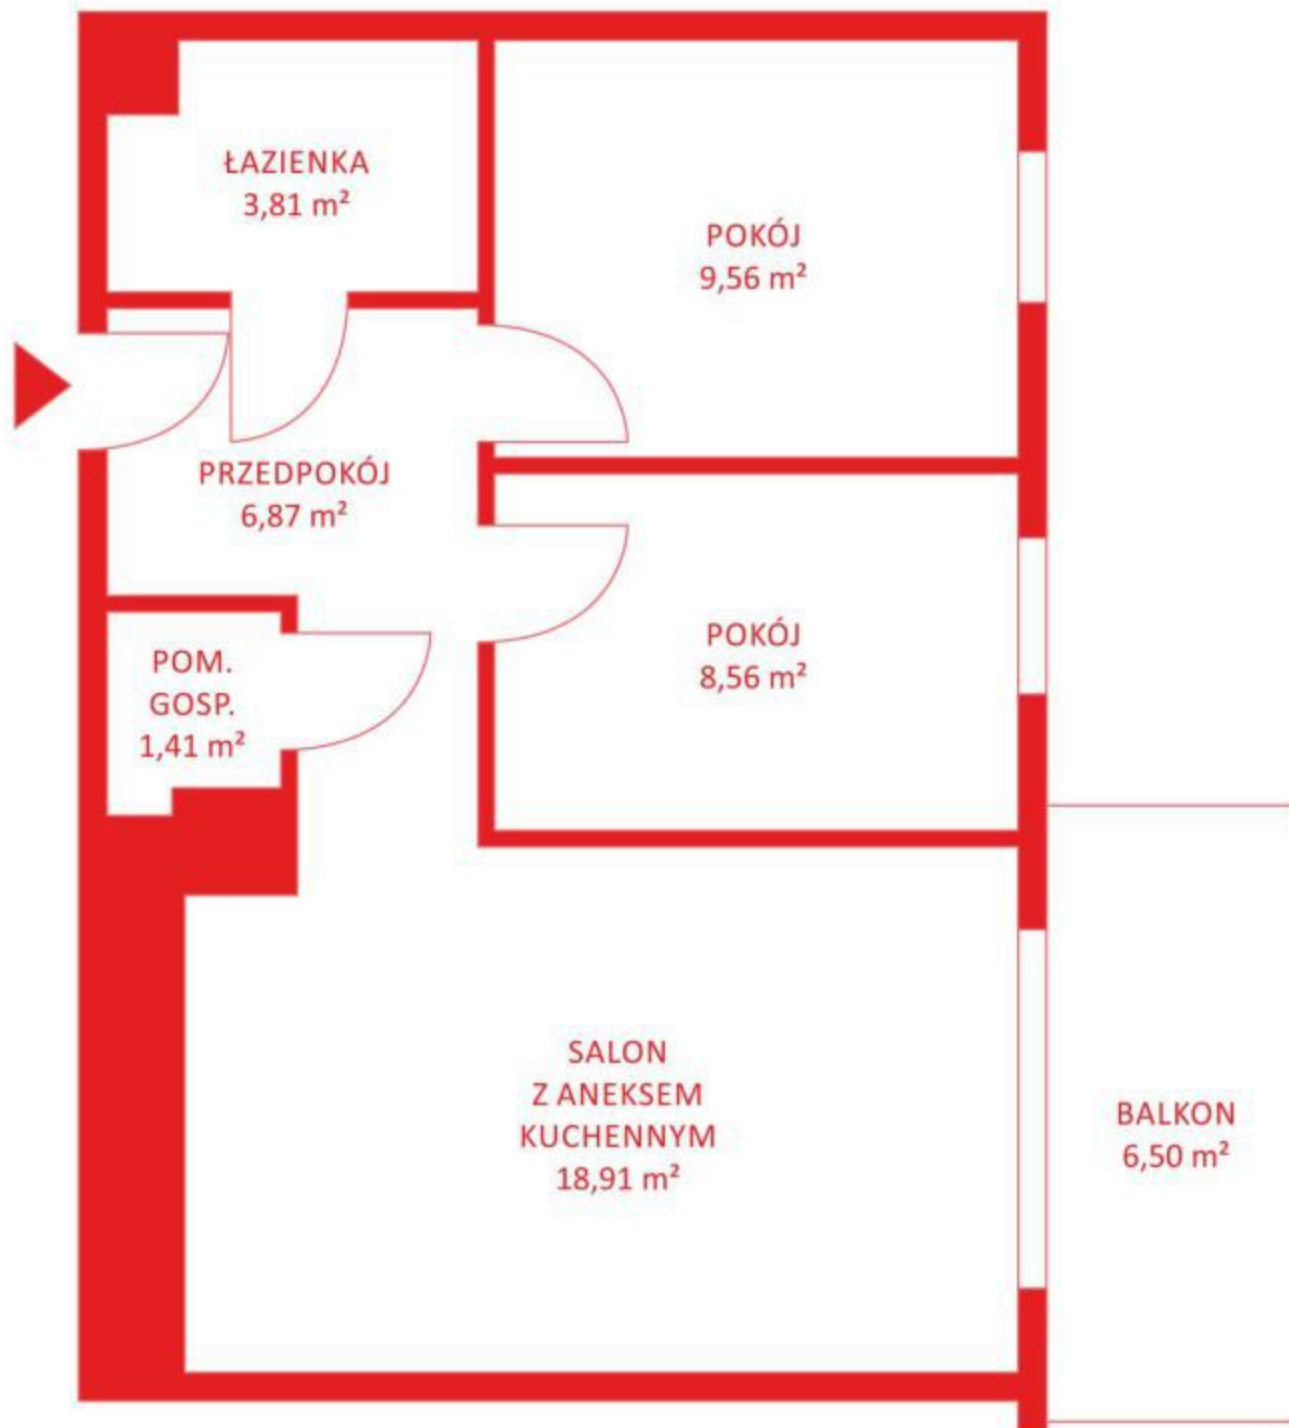 ŁAZIENKA
3,81 m²
POKÓJ
9,56 m²
PRZEDPOKÓJ
6,87 m²
POKÓJ
8,56 m²
POM.
GOSP.
1,41 m²
SALON
Z ANEKSEM
KUCHENNYM
18,91 m²
BALKON
6,50 m²